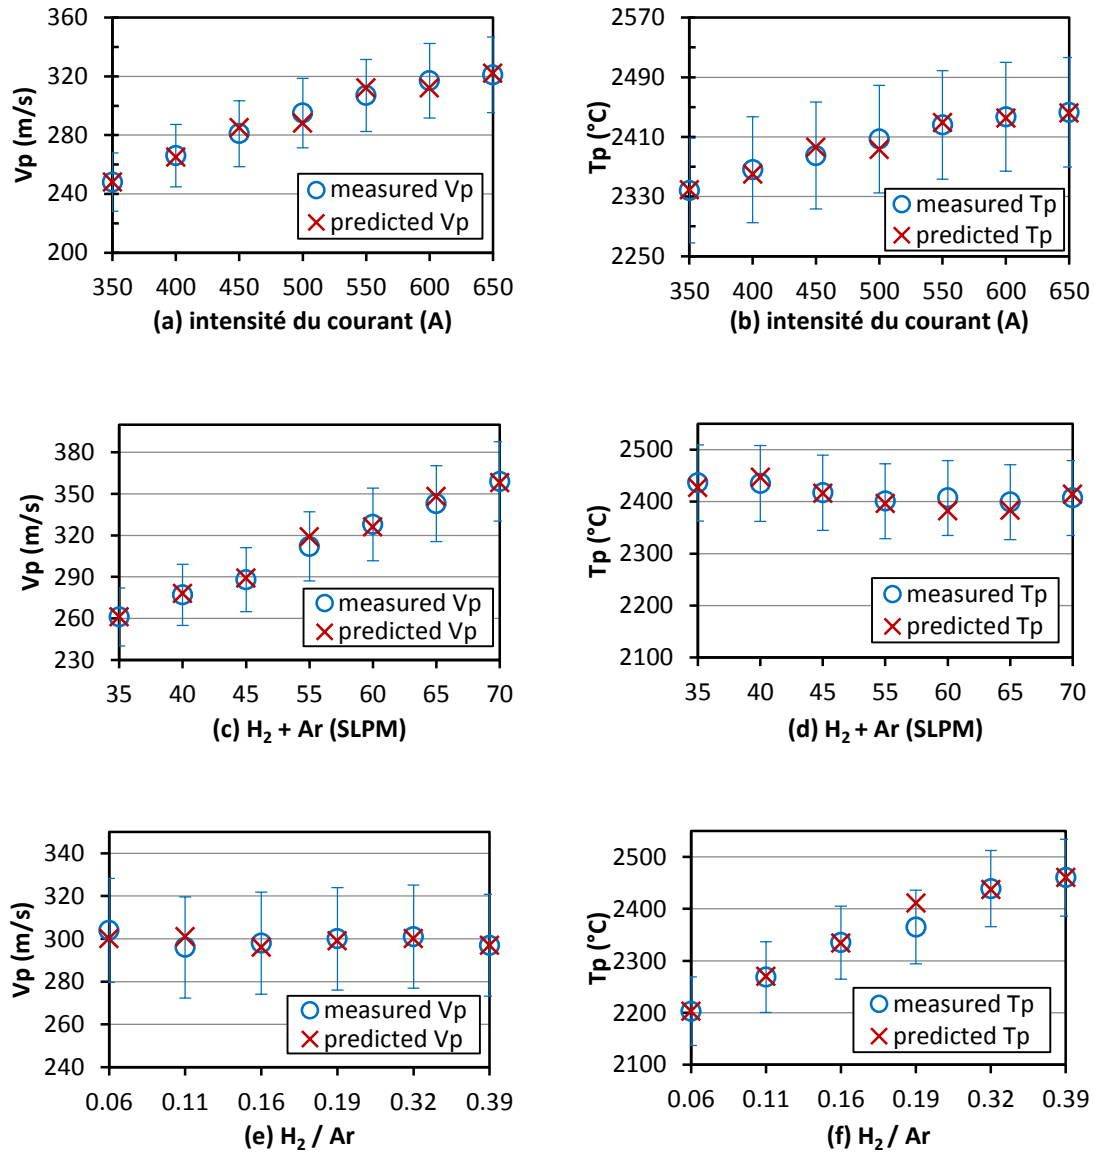 360
320
280
240
200
Vp (m/s)
measured Vp
predicted Vp
350 400 450 500 550 600 650
(a) intensité du courant (A)
2570
2490
2410
2330
2250
Tp (°C)
measured Tp
predicted Tp
350 400 450 500 550 600 650
(b) intensité du courant (A)
380
350
320
290
260
230
Vp (m/s)
measured Vp
predicted Vp
35 40 45 55 60 65 70
(c) H₂ + Ar (SLPM)
2500
2400
2300
2200
2100
Tp (°C)
measured Tp
predicted Tp
35 40 45 55 60 65 70
(d) H₂ + Ar (SLPM)
340
320
300
280
260
240
Vp (m/s)
measured Vp
predicted Vp
0.06 0.11 0.16 0.19 0.32 0.39
(e) H₂ / Ar
2500
2400
2300
2200
2100
Tp (°C)
measured Tp
predicted Tp
0.06 0.11 0.16 0.19 0.32 0.39
(f) H₂ / Ar